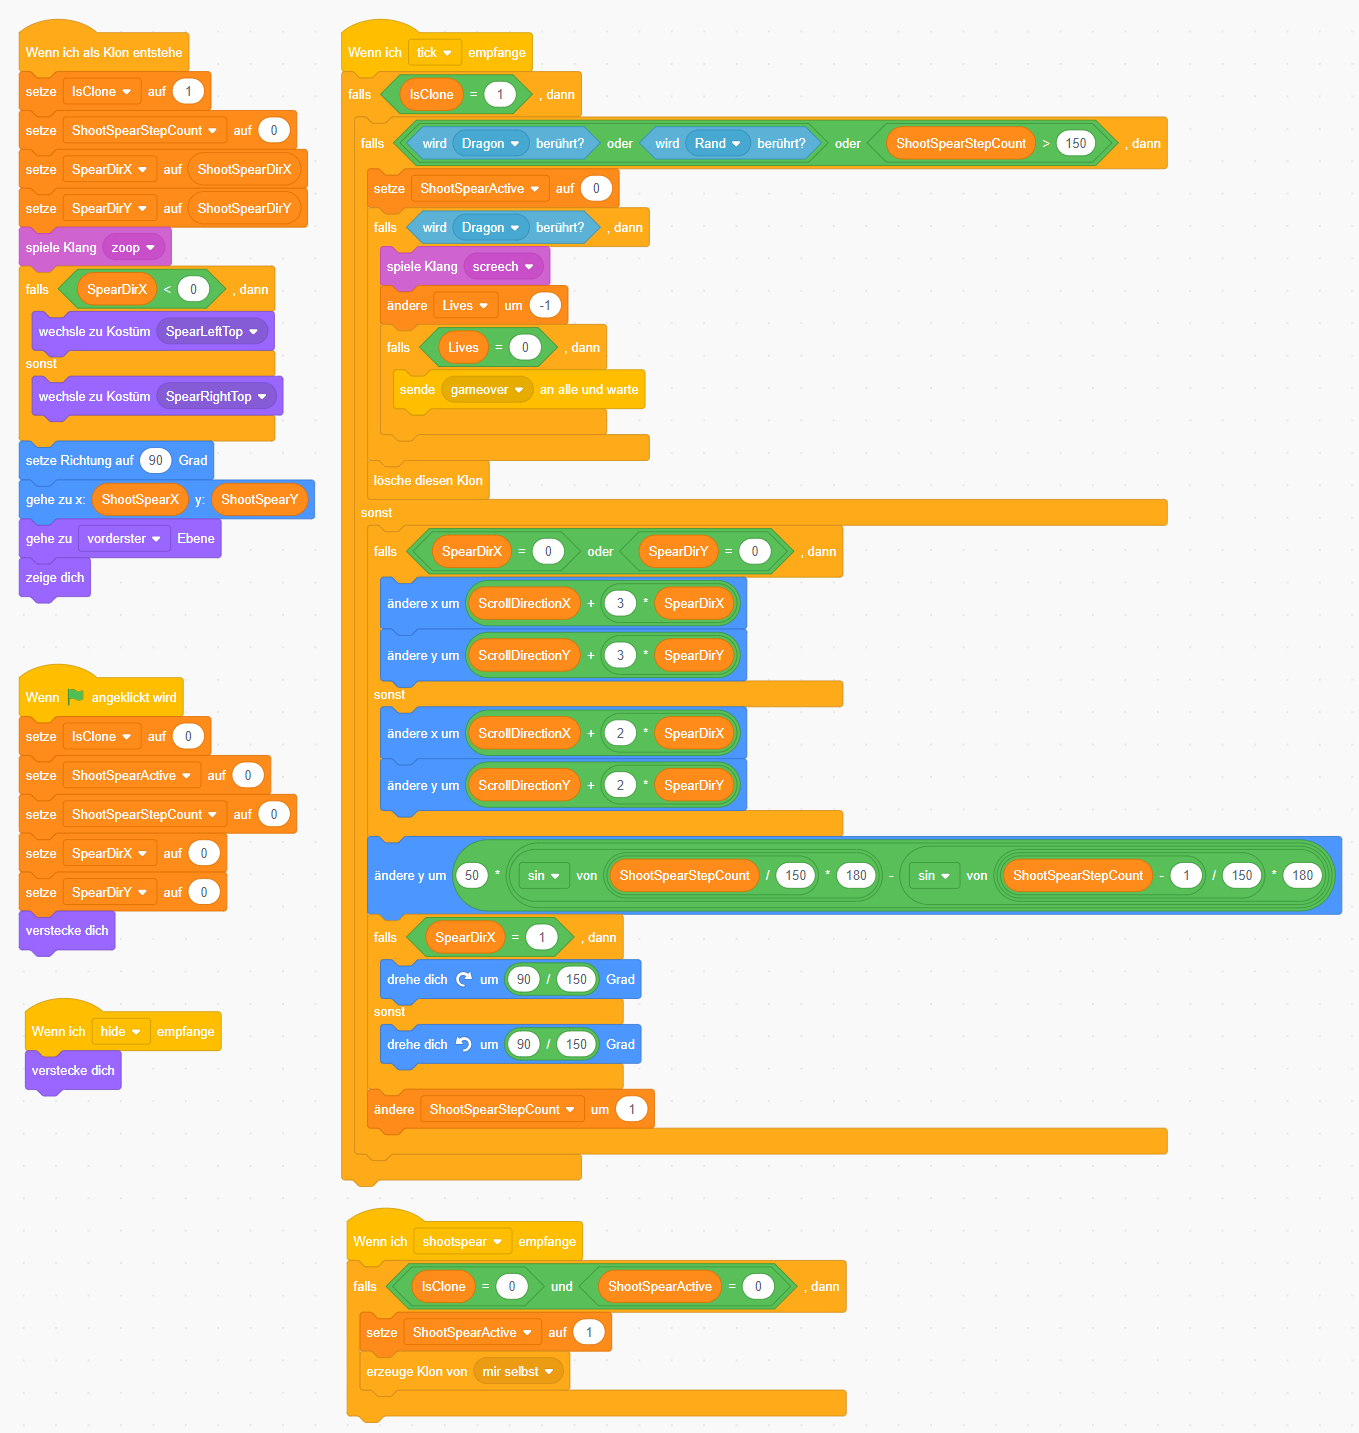 Wenn ich als Klon entstehe
setze IsClone auf 1
setze ShootSpearStepCount auf 0
setze SpearDirX auf ShootSpearDirX
setze SpearDirY auf ShootSpearDirY
spiele Klang zoop
falls SpearDirX < 0 , dann
wechsle zu Kostüm SpearLeftTop
sonst
wechsle zu Kostüm SpearRightTop
setze Richtung auf 90 Grad
gehe zu x: ShootSpearX y: ShootSpearY
gehe zu vorderster Ebene
zeige dich
Wenn angeklickt wird
setze IsClone auf 0
setze ShootSpearActive auf 0
setze ShootSpearStepCount auf 0
setze SpearDirX auf 0
setze SpearDirY auf 0
verstecke dich
Wenn ich hide empfange
verstecke dich
Wenn ich tick empfange
falls IsClone = 1 , dann
falls wird Dragon berührt? oder wird Rand berührt? oder ShootSpearStepCount > 150 , dann
setze ShootSpearActive auf 0
falls wird Dragon berührt? , dann
spiele Klang screech
ändere Lives um -1
falls Lives = 0 , dann
sende gameover an alle und warte
lösche diesen Klon
sonst
falls SpearDirX = 0 oder SpearDirY = 0 , dann
ändere x um ScrollDirectionX + 3 * SpearDirX
ändere y um ScrollDirectionY + 3 * SpearDirY
sonst
ändere x um ScrollDirectionX + 2 * SpearDirX
ändere y um ScrollDirectionY + 2 * SpearDirY
ändere y um 50 * sin von ShootSpearStepCount / 150 * 180 - sin von ShootSpearStepCount - 1 / 150 * 180
falls SpearDirX = 1 , dann
drehe dich um 90 / 150 Grad
sonst
drehe dich um 90 / 150 Grad
ändere ShootSpearStepCount um 1
Wenn ich shootspear empfange
falls IsClone = 0 und ShootSpearActive = 0 , dann
setze ShootSpearActive auf 1
erzeuge Klon von mir selbst